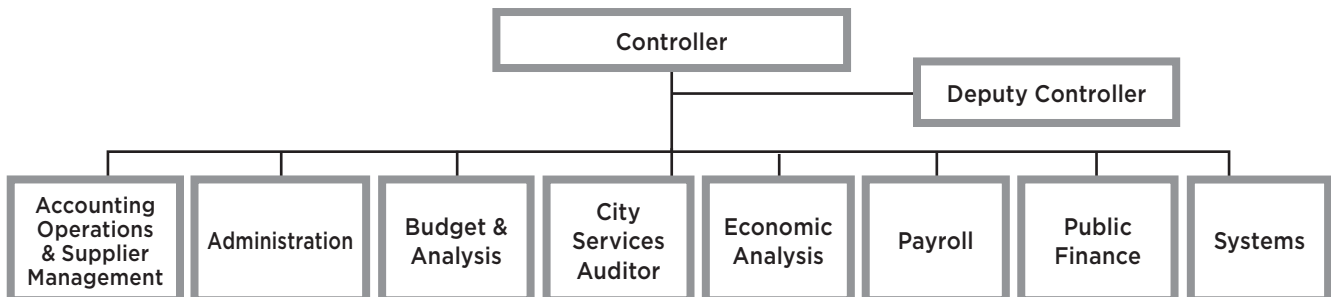 Controller
Deputy Controller
Accounting
Operations
& Supplier
Management
Administration
Budget &
Analysis
City
Services
Auditor
Economic
Analysis
Payroll
Public
Finance
Systems